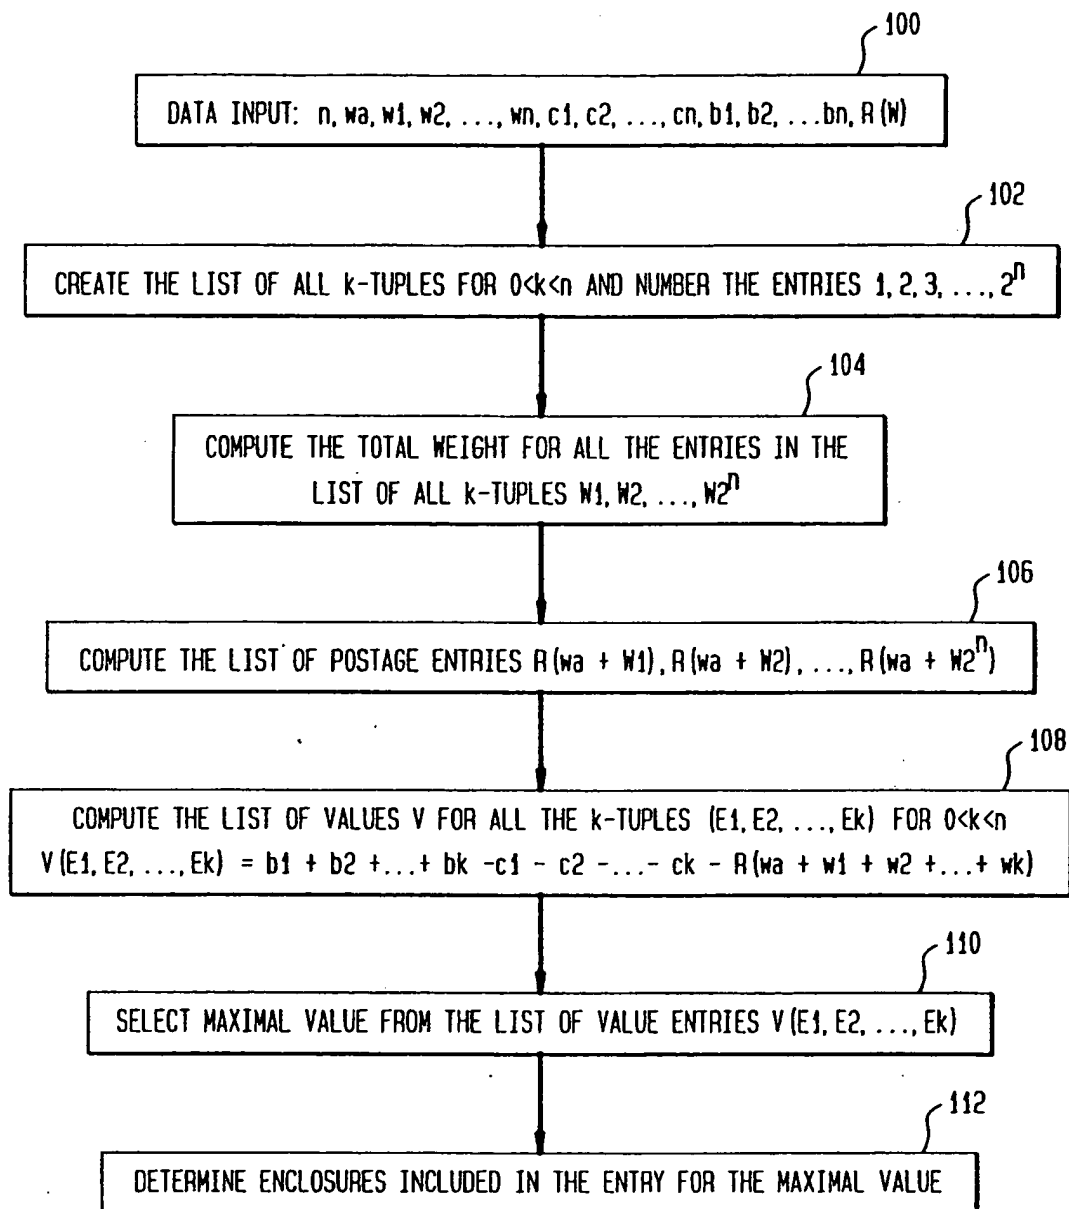 100
DATA INPUT: n, wa, w1, w2, ..., wn, c1, c2, ..., cn, b1, b2, ...bn, R(W)
102
CREATE THE LIST OF ALL k-TUPLES FOR 0<k<n AND NUMBER THE ENTRIES 1, 2, 3, ..., 2^n
104
COMPUTE THE TOTAL WEIGHT FOR ALL THE ENTRIES IN THE
LIST OF ALL k-TUPLES W1, W2, ..., W2^n
106
COMPUTE THE LIST OF POSTAGE ENTRIES R(wa + W1), R(wa + W2), ..., R(wa + W2^n)
108
COMPUTE THE LIST OF VALUES V FOR ALL THE k-TUPLES (E1, E2, ..., Ek) FOR 0<k<n
V(E1, E2, ..., Ek) = b1 + b2 +...+ bk -c1 - c2 -...- ck - R(wa + w1 + w2 +...+ wk)
110
SELECT MAXIMAL VALUE FROM THE LIST OF VALUE ENTRIES V(E1, E2, ..., Ek)
112
DETERMINE ENCLOSURES INCLUDED IN THE ENTRY FOR THE MAXIMAL VALUE